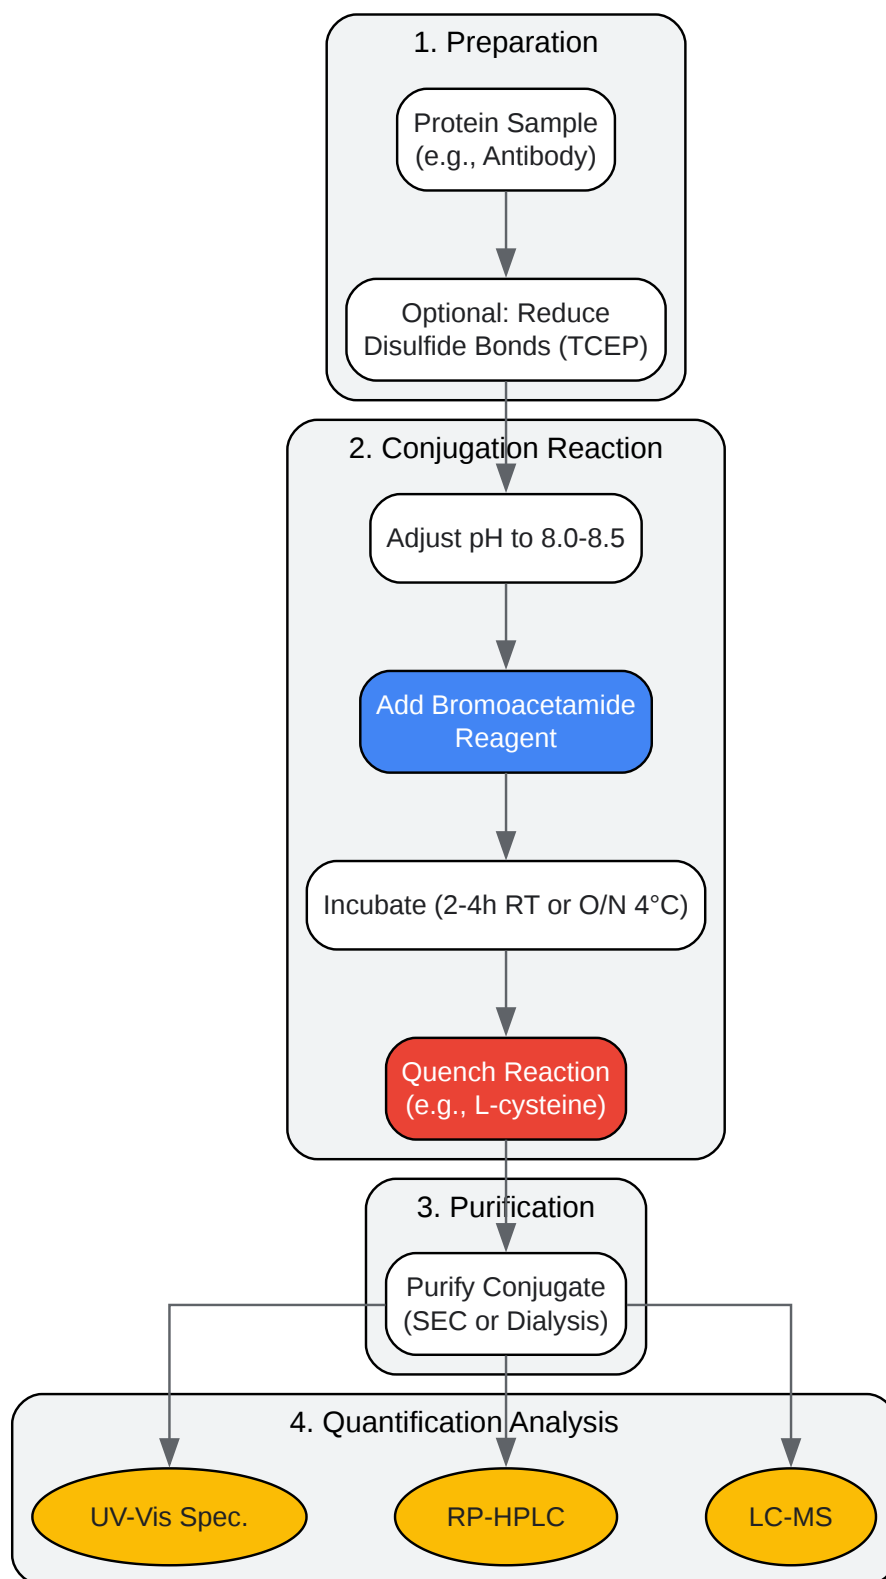 1. Preparation
Protein Sample
(e.g., Antibody)
Optional: Reduce
Disulfide Bonds (TCEP)
2. Conjugation Reaction
Adjust pH to 8.0-8.5
Add Bromoacetamide
Reagent
Incubate (2-4h RT or O/N 4°C)
Quench Reaction
(e.g., L-cysteine)
3. Purification
Purify Conjugate
(SEC or Dialysis)
4. Quantification Analysis
UV-Vis Spec.
RP-HPLC
LC-MS